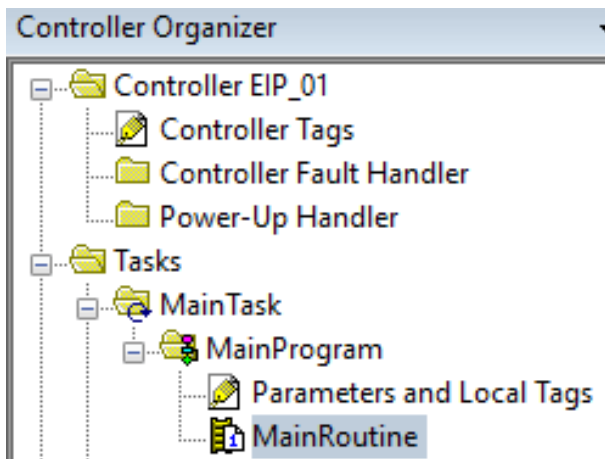 Controller Organizer
Controller EIP_01
Controller Tags
Controller Fault Handler
Power-Up Handler
Tasks
MainTask
MainProgram
Parameters and Local Tags
MainRoutine